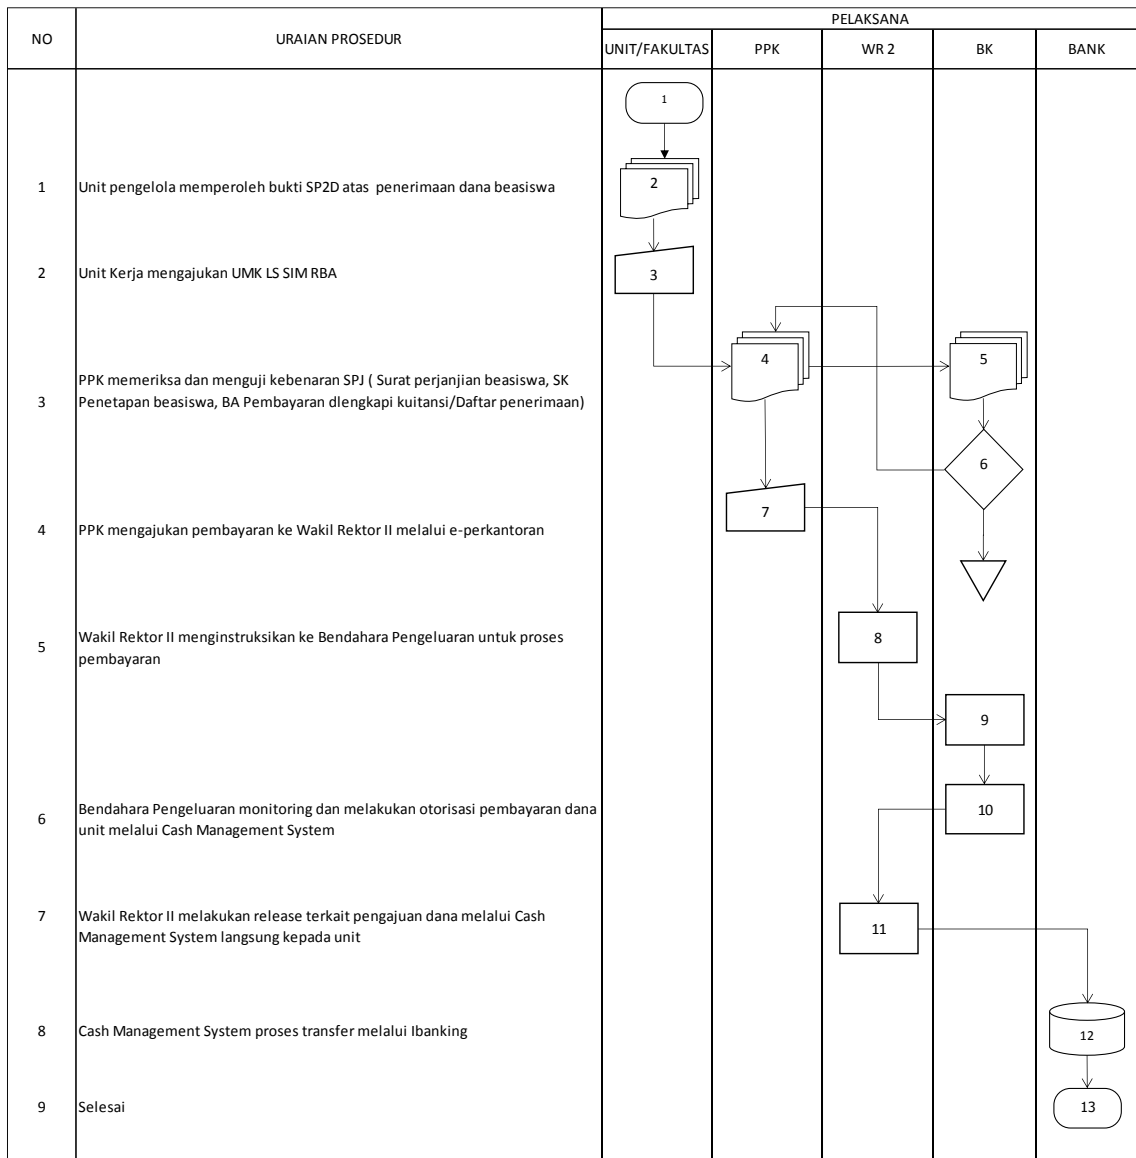 NO
URAIAN PROSEDUR
PELAKSANA
UNIT/FAKULTAS
PPK
WR 2
BK
BANK
1
1
Unit pengelola memperoleh bukti SP2D atas penerimaan dana beasiswa
2
2
Unit Kerja mengajukan UMK LS SIM RBA
3
3
PPK memeriksa dan menguji kebenaran SPJ ( Surat perjanjian beasiswa, SK
Penetapan beasiswa, BA Pembayaran dlengkapi kuitansi/Daftar penerimaan)
4
5
6
4
PPK mengajukan pembayaran ke Wakil Rektor II melalui e-perkantoran
7
5
Wakil Rektor II menginstruksikan ke Bendahara Pengeluaran untuk proses
pembayaran
8
9
6
Bendahara Pengeluaran monitoring dan melakukan otorisasi pembayaran dana
unit melalui Cash Management System
10
7
Wakil Rektor II melakukan release terkait pengajuan dana melalui Cash
Management System langsung kepada unit
11
8
Cash Management System proses transfer melalui Ibanking
12
9
Selesai
13